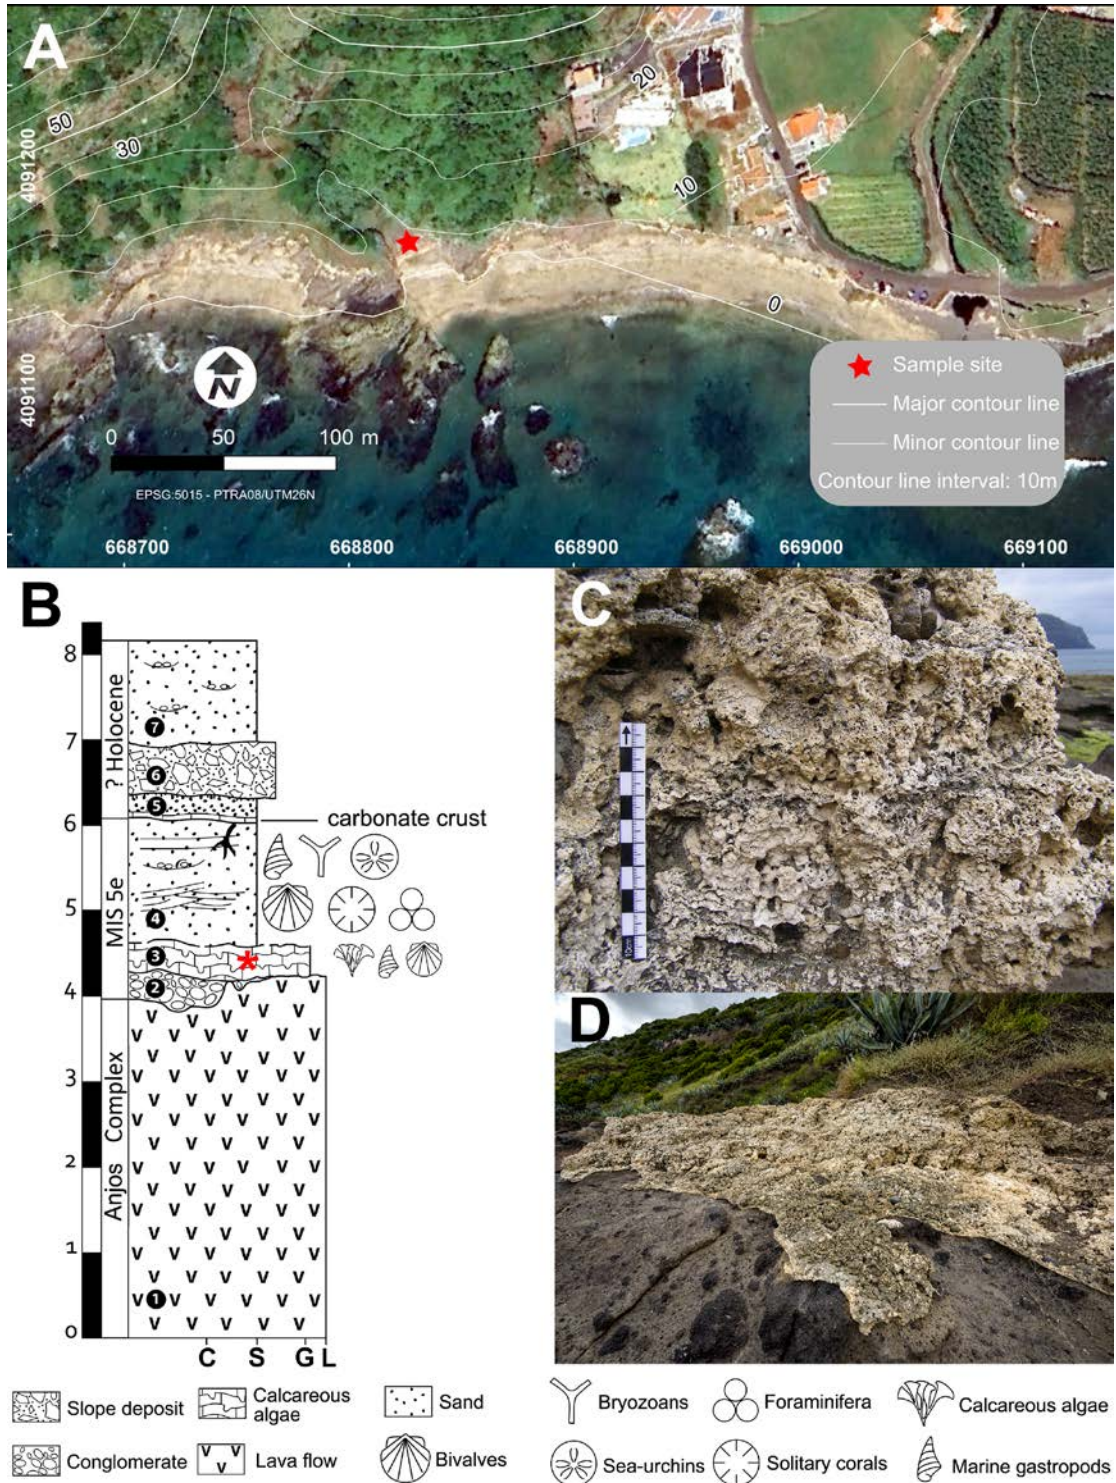 A
50
30
20
10
0
4091200
4091100
N
0 50 100 m
EPSG:5015 - PTRA08/UTM26N
Sample site
Major contour line
Minor contour line
Contour line interval: 10m
668700 668800 668900 669000 669100
B
8
7
6
5
4
3
2
1
0
? Holocene
MIS 5e
Anjos Complex
7
6
5
4
3
2
1
carbonate crust
C S G L
C
10cm
D
Slope deposit
Calcareous
algae
Sand
Bryozoans
Foraminifera
Calcareous algae
Conglomerate
Lava flow
Bivalves
Sea-urchins
Solitary corals
Marine gastropods